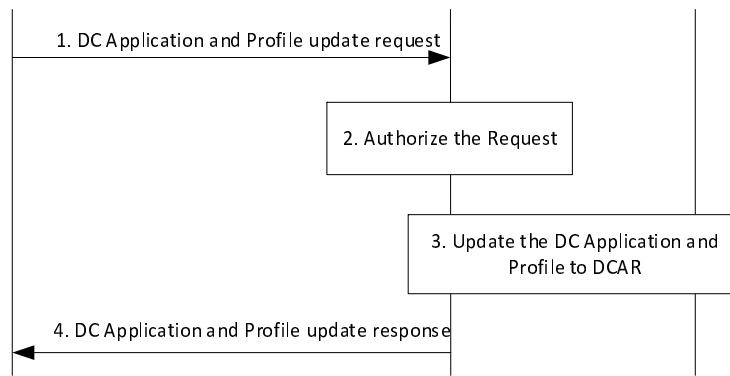 1. DC Application and Profile update request
2. Authorize the Request
3. Update the DC Application and
Profile to DCAR
4. DC Application and Profile update response